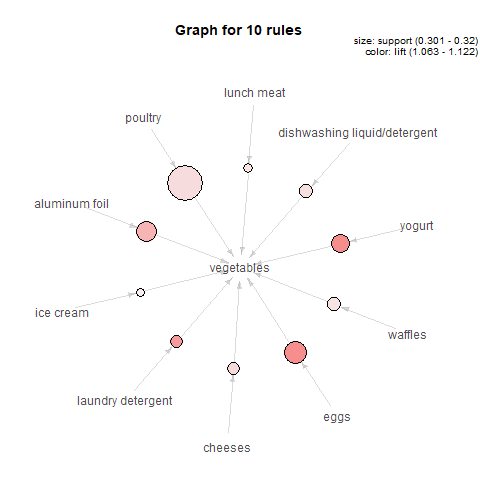 Graph for 10 rules
size: support (0.301 - 0.32)
color: lift (1.063 - 1.122)
lunch meat
poultry
dishwashing liquid/detergent
aluminum foil
yogurt
vegetables
ice cream
waffles
laundry detergent
eggs
cheeses